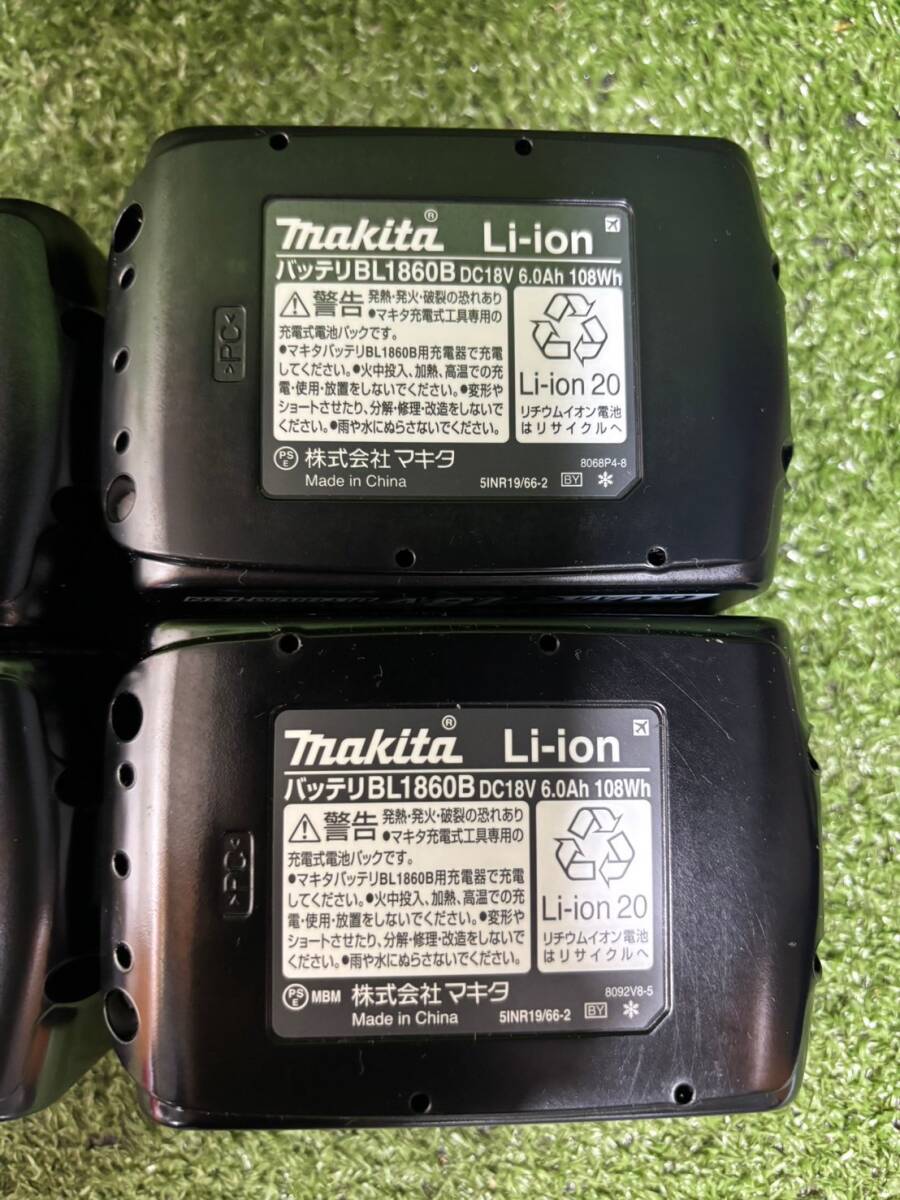 makita® Li-ion
バッテリBL1860B DC18V 6.0Ah 108Wh
警告 発熱・発火・破裂の恐れあり
●マキタ充電式工具専用の
充電式電池パックです。
●マキタバッテリBL1860B用充電器で充電
してください。●火中投入、加熱、高温での充
電・使用・放置をしないでください。●変形や
ショートさせたり、分解・修理・改造をしないで
ください。●雨や水にぬらさないでください。
Li-ion 20
リチウムイオン電池
はリサイクルへ
PSE 株式会社マキタ
8068P4-8
Made in China
5INR19/66-2 BY
>PC<
makita® Li-ion
バッテリBL1860B DC18V 6.0Ah 108Wh
警告 発熱・発火・破裂の恐れあり
●マキタ充電式工具専用の
充電式電池パックです。
●マキタバッテリBL1860B用充電器で充電
してください。●火中投入、加熱、高温での充
電・使用・放置をしないでください。●変形や
ショートさせたり、分解・修理・改造をしないで
ください。●雨や水にぬらさないでください。
Li-ion 20
リチウムイオン電池
はリサイクルへ
PSE MBM 株式会社マキタ
8092V8-5
Made in China
5INR19/66-2 BY
>PC<